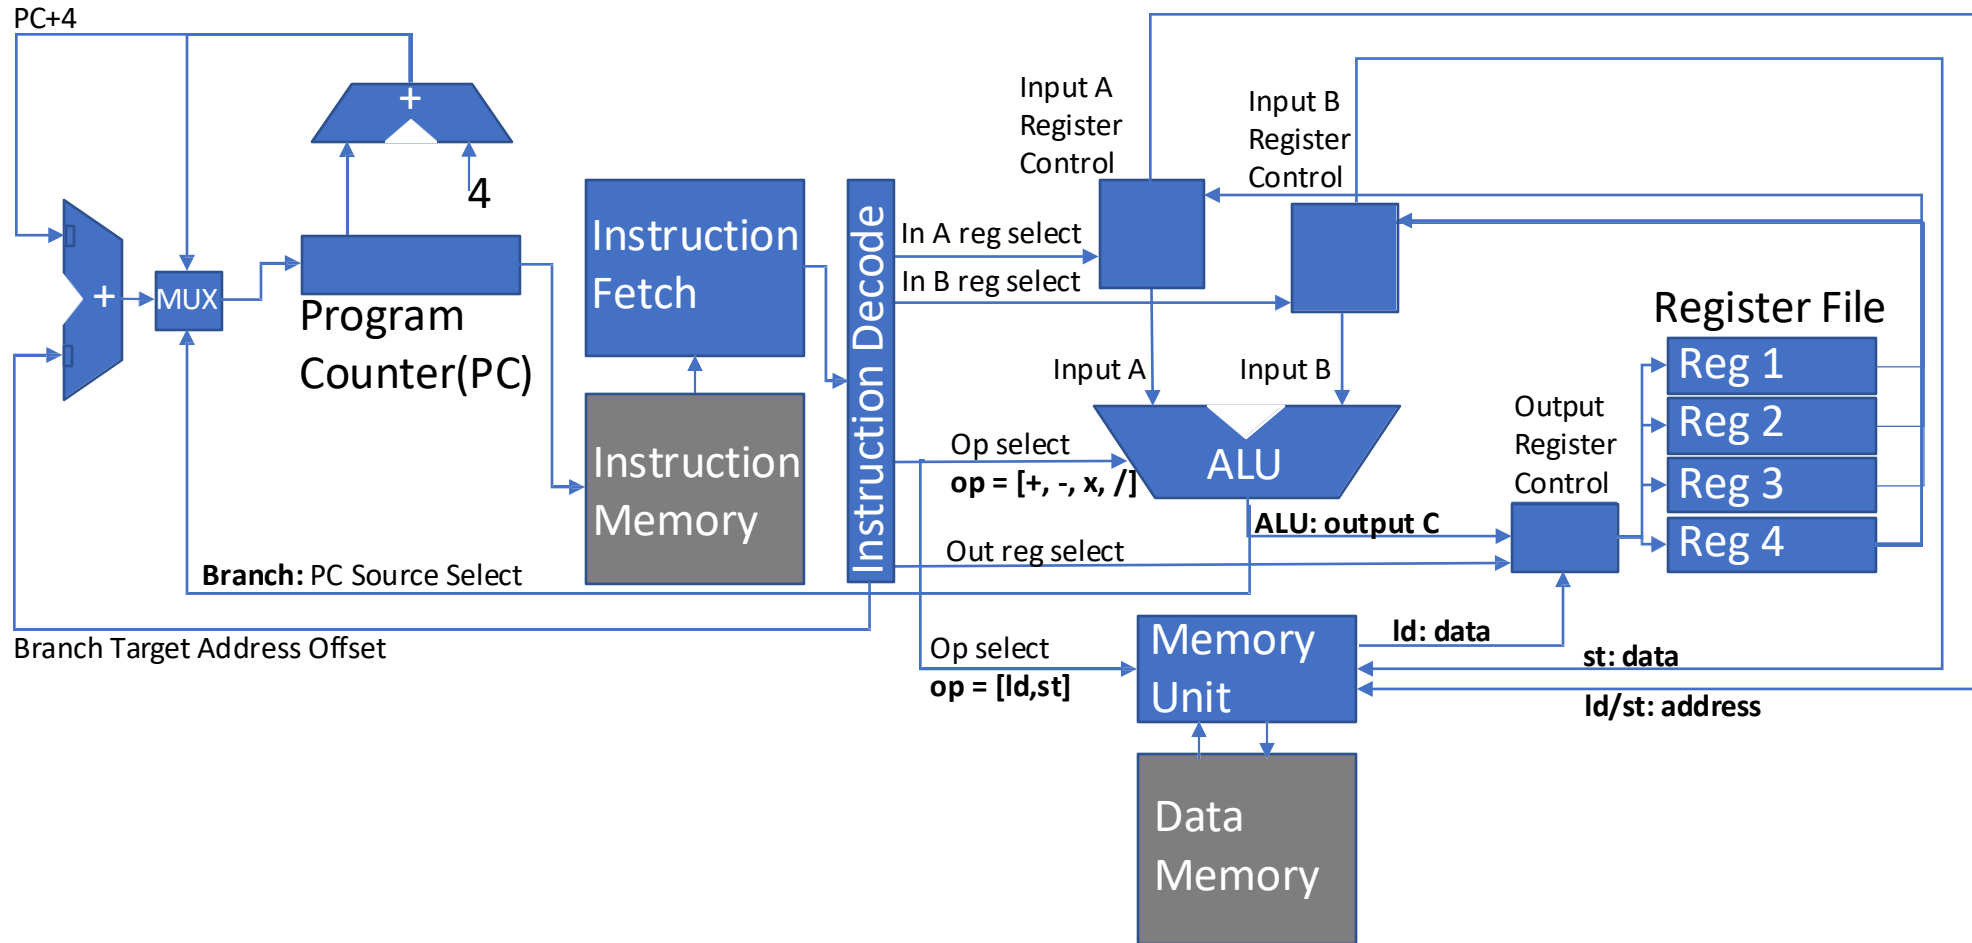 PC+4
+
4
+
MUX
Program
Counter(PC)
Instruction
Fetch
Instruction
Memory
Instruction Decode
Branch: PC Source Select
Branch Target Address Offset
Input A
Register
Control
Input B
Register
Control
In A reg select
In B reg select
Input A
Input B
Op select
op = [+, -, x, /]
ALU
ALU: output C
Out reg select
Output
Register
Control
Register File
Reg 1
Reg 2
Reg 3
Reg 4
Op select
op = [ld,st]
Memory
Unit
ld: data
st: data
ld/st: address
Data
Memory